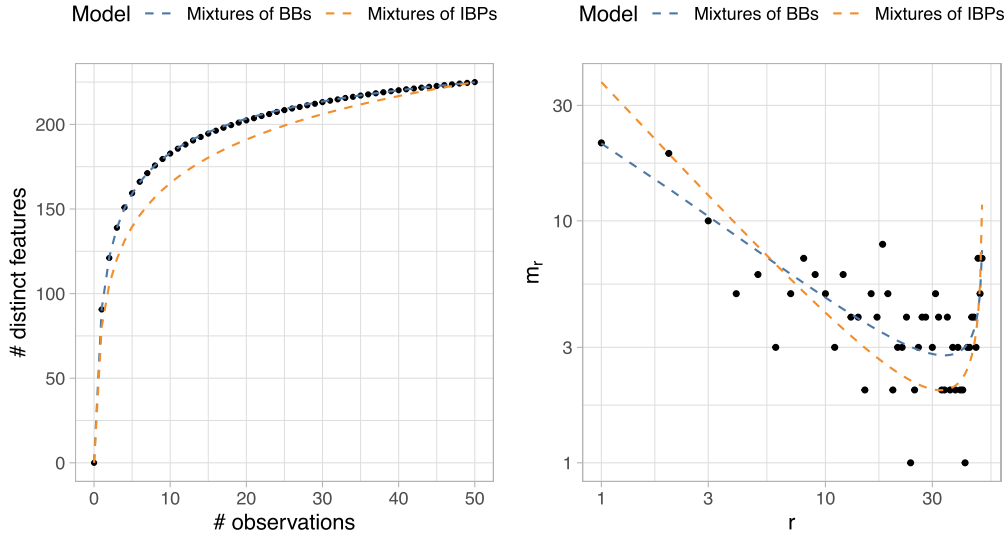 Model Mixtures of BBs Mixtures of IBPs
# distinct features
200
150
100
50
0
0 10 20 30 40 50
# observations
Model Mixtures of BBs Mixtures of IBPs
m_r
30
10
3
1
1 3 10 30
r